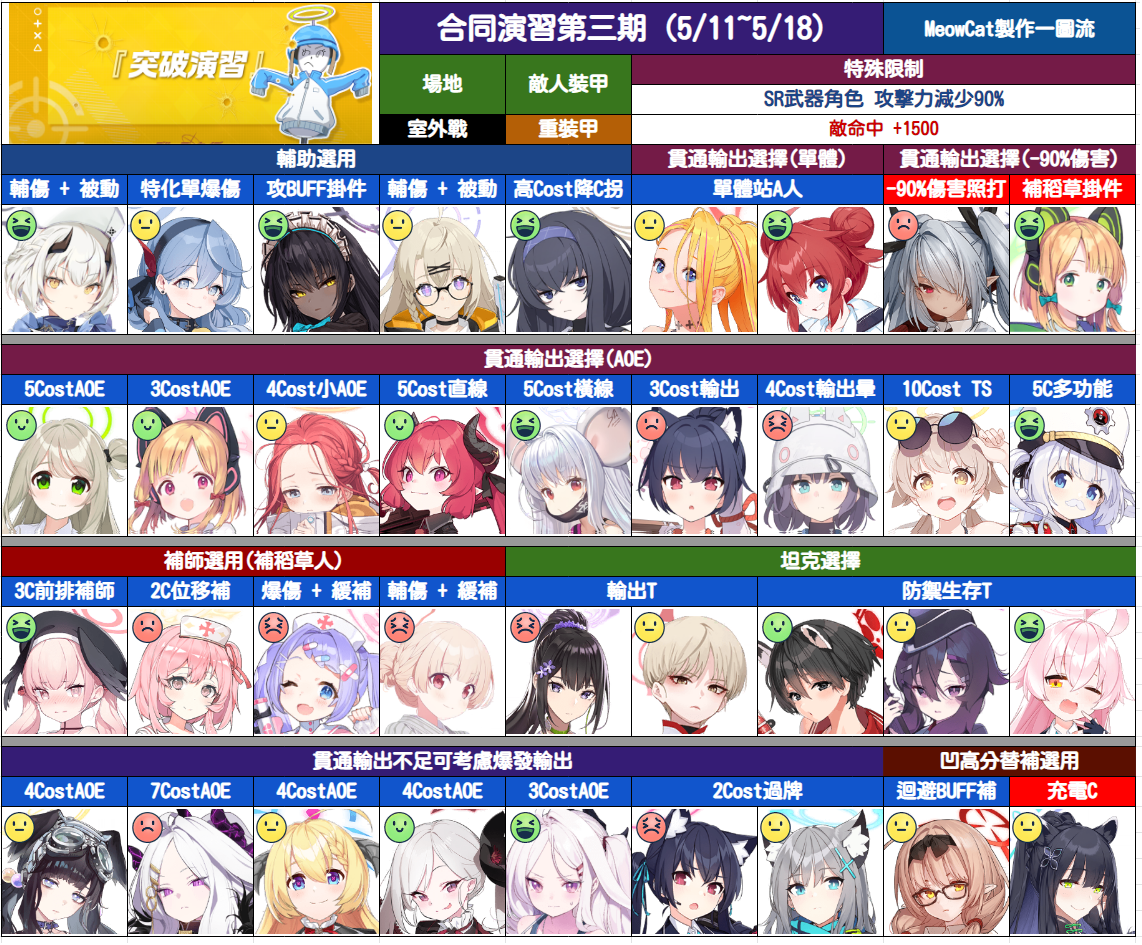 『突破演習』
合同演習第三期 (5/11~5/18)
MeowCat製作一圖流
場地
敵人裝甲
特殊限制
SR武器角色 攻擊力減少90%
室外戰
重裝甲
敵命中 +1500
輔助選用
貫通輸出選擇(單體)
貫通輸出選擇(-90%傷害)
輔傷 + 被動
特化單爆傷
攻BUFF掛件
輔傷 + 被動
高Cost降C拐
單體站A人
-90%傷害照打
補稻草掛件
貫通輸出選擇(AOE)
5CostAOE
3CostAOE
4Cost小AOE
5Cost直線
5Cost橫線
3Cost輸出
4Cost輸出暈
10Cost TS
5C多功能
補師選用(補稻草人)
坦克選擇
3C前排補師
2C位移補
爆傷 + 緩補
輔傷 + 緩補
輸出T
防禦生存T
貫通輸出不足可考慮爆發輸出
凹高分替補選用
4CostAOE
7CostAOE
4CostAOE
4CostAOE
3CostAOE
2Cost過牌
迴避BUFF補
充電C